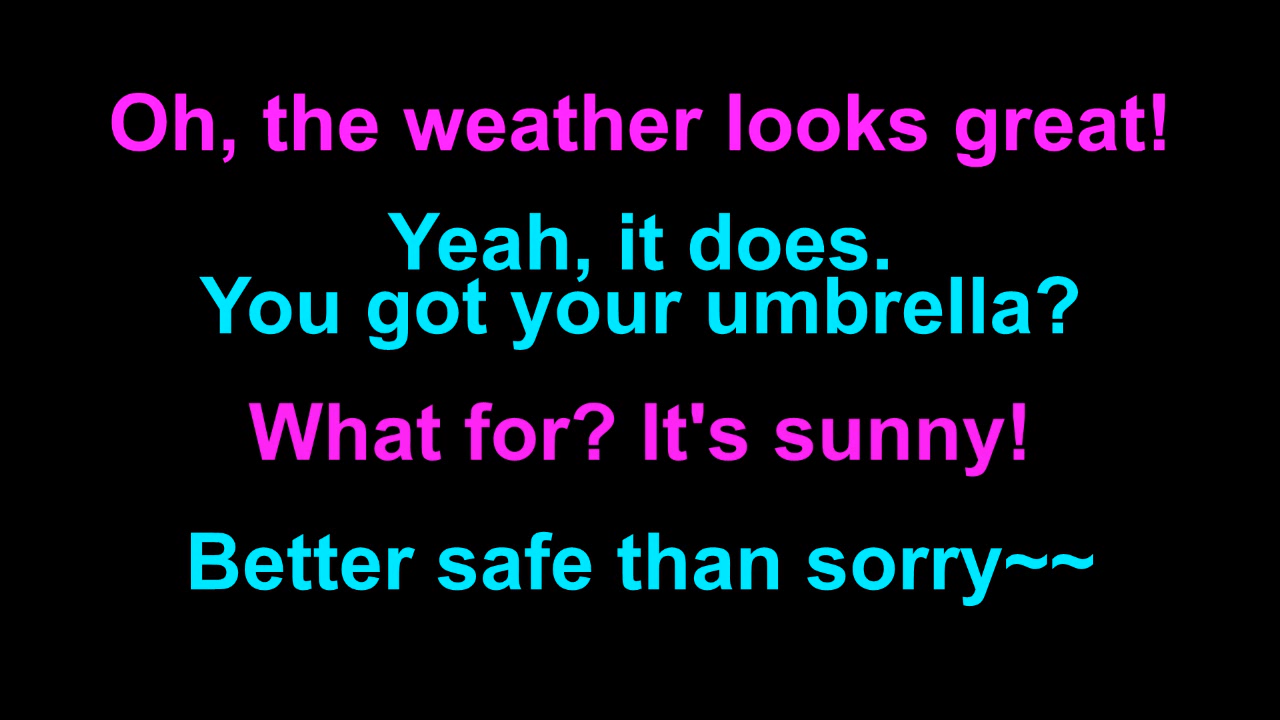 Oh, the weather looks great!
Yeah, it does.
You got your umbrella?
What for? It's sunny!
Better safe than sorry~~